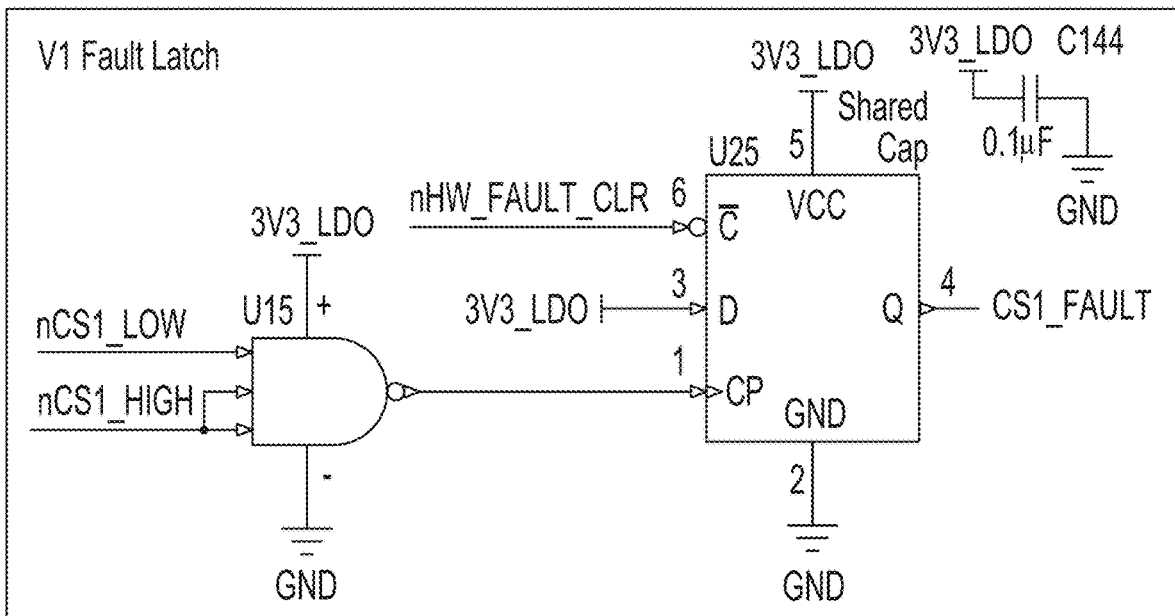 V1 Fault Latch
3V3_LDO C144
0.1µF
GND
3V3_LDO
Shared
Cap
U25 5
nHW_FAULT_CLR 6
C̅ VCC
3V3_LDO
U15 +
3V3_LDO 3 D
Q 4 CS1_FAULT
nCS1_LOW
nCS1_HIGH
1 CP
GND
-
2
GND
GND